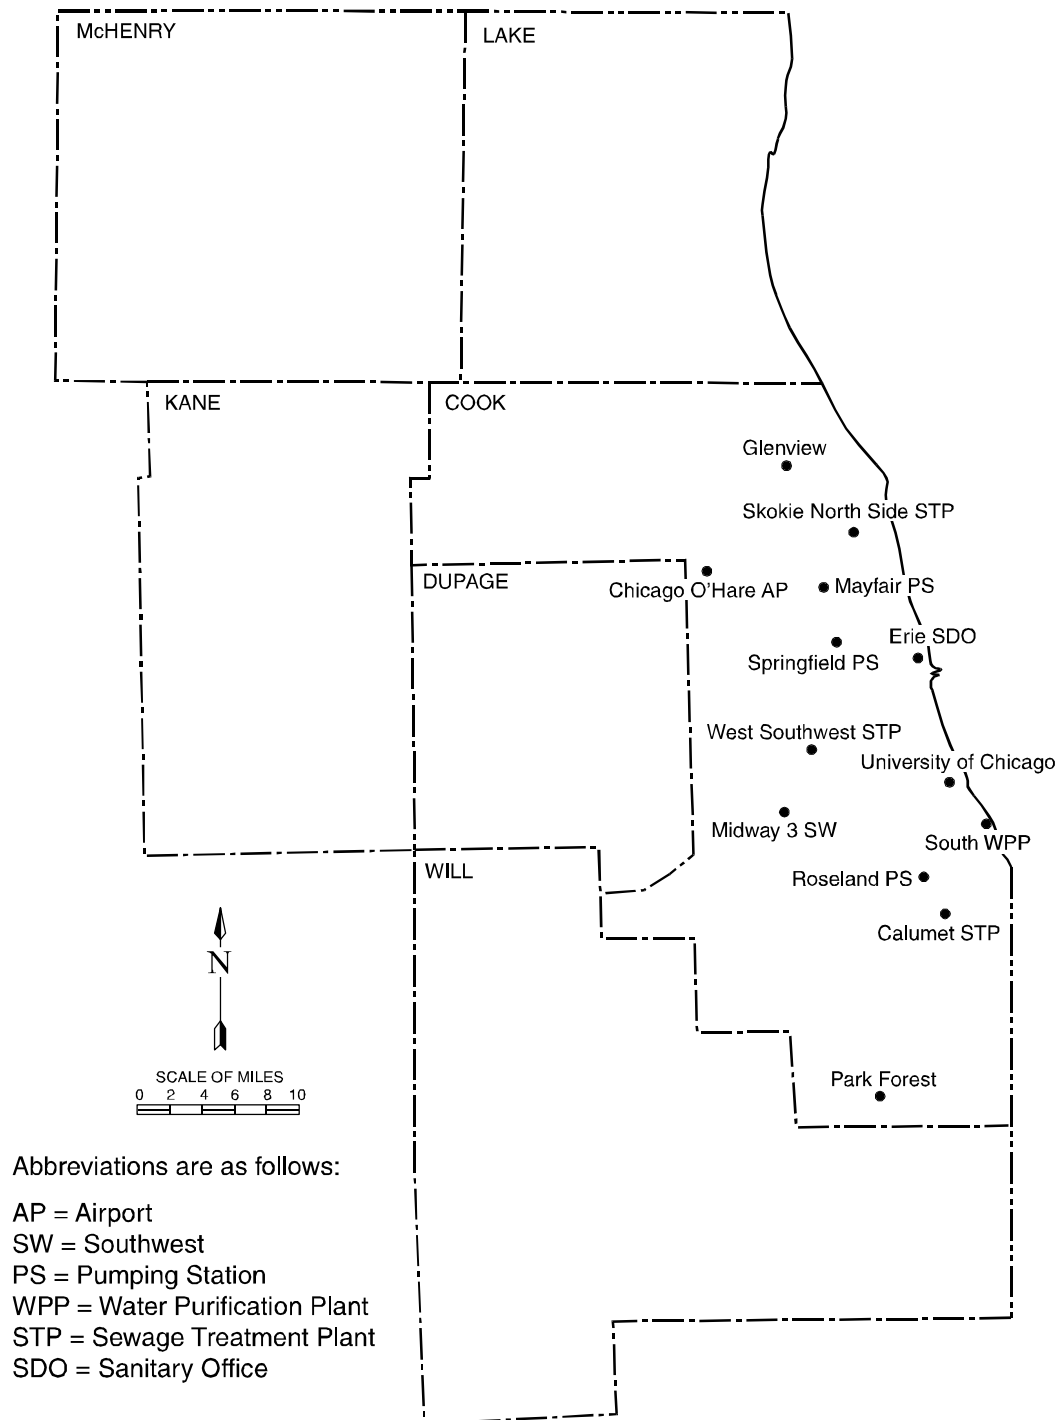 McHENRY
LAKE
KANE
COOK
Glenview
Skokie North Side STP
DUPAGE
Chicago O'Hare AP
Mayfair PS
Erie SDO
Springfield PS
West Southwest STP
University of Chicago
Midway 3 SW
South WPP
WILL
Roseland PS
Calumet STP
N
SCALE OF MILES
0 2 4 6 8 10
Park Forest
Abbreviations are as follows:
AP = Airport
SW = Southwest
PS = Pumping Station
WPP = Water Purification Plant
STP = Sewage Treatment Plant
SDO = Sanitary Office